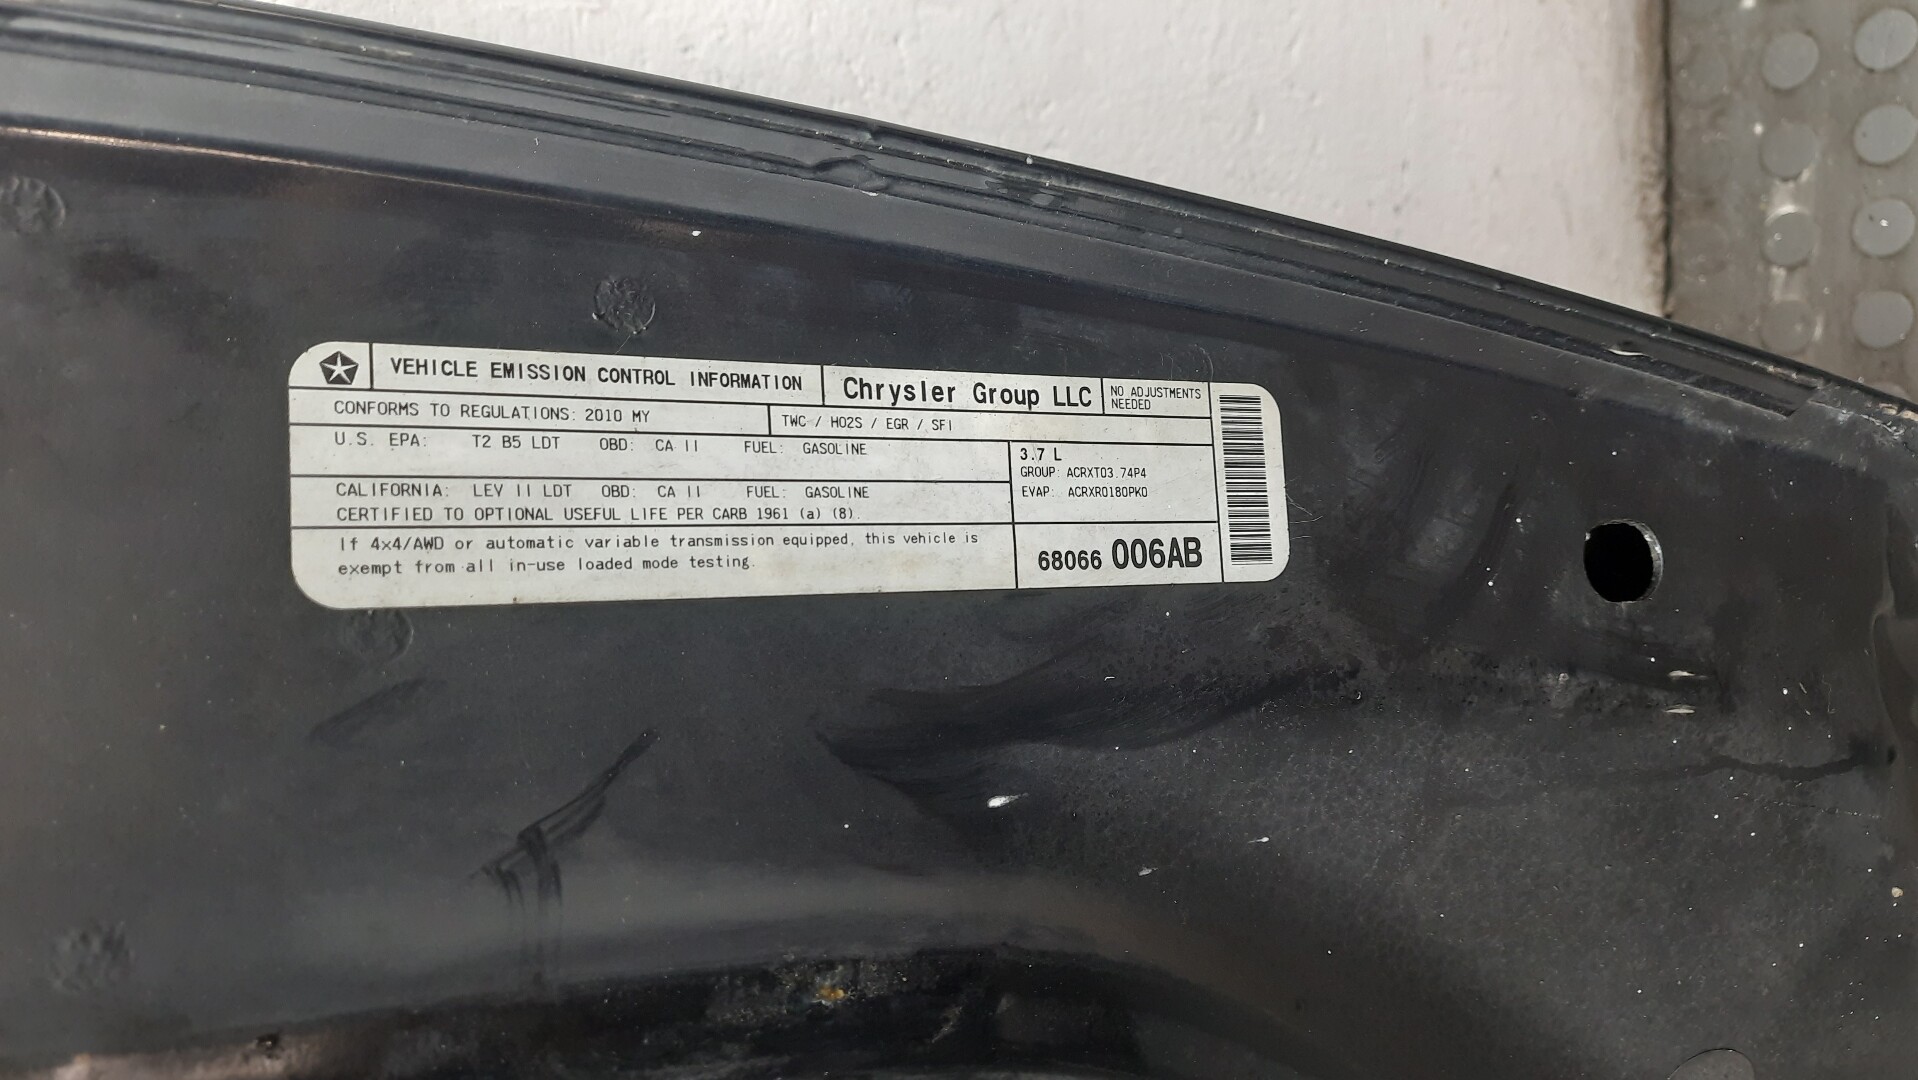 VEHICLE EMISSION CONTROL INFORMATION
Chrysler Group LLC
NO ADJUSTMENTS
NEEDED
CONFORMS TO REGULATIONS: 2010 MY
TWC / HO2S / EGR / SFI
U.S. EPA: T2 B5 LDT OBD: CA II FUEL: GASOLINE
3.7 L
GROUP: ACRXT03.74P4
EVAP: ACRXR0180PK0
CALIFORNIA: LEV II LDT OBD: CA II FUEL: GASOLINE
CERTIFIED TO OPTIONAL USEFUL LIFE PER CARB 1961 (a) (8).
If 4x4/AWD or automatic variable transmission equipped, this vehicle is
exempt from all in-use loaded mode testing.
68066 006AB